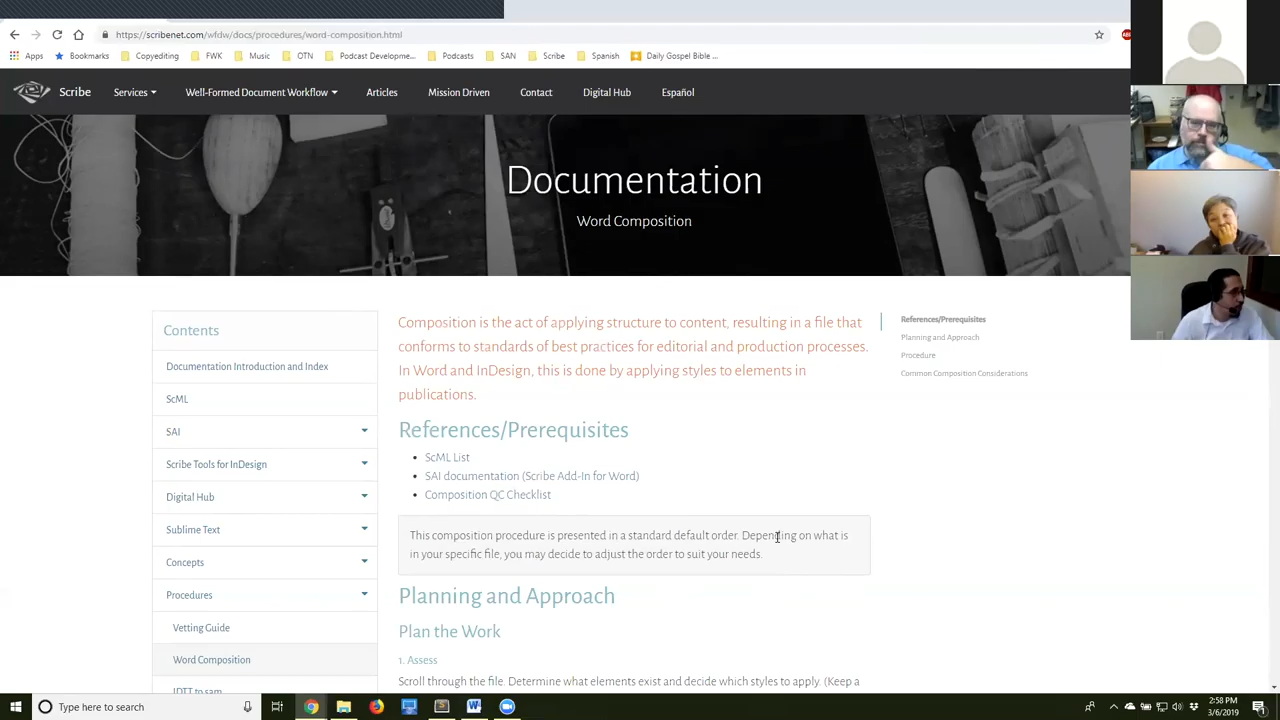 https://scribenet.com/wfdw/docs/procedures/word-composition.html
Apps Bookmarks Copyediting FWK Music OTN Podcast Developme... Podcasts SAN Scribe Spanish Daily Gospel Bible ...
Scribe Services Well-Formed Document Workflow Articles Mission Driven Contact Digital Hub Español
Documentation
Word Composition
Contents
Documentation Introduction and Index
ScML
SAI
Scribe Tools for InDesign
Digital Hub
Sublime Text
Concepts
Procedures
Vetting Guide
Word Composition
IDTT to sam
Composition is the act of applying structure to content, resulting in a file that
conforms to standards of best practices for editorial and production processes.
In Word and InDesign, this is done by applying styles to elements in
publications.
References/Prerequisites
• ScML List
• SAI documentation (Scribe Add-In for Word)
• Composition QC Checklist
This composition procedure is presented in a standard default order. Depending on what is
in your specific file, you may decide to adjust the order to suit your needs.
Planning and Approach
Plan the Work
1. Assess
Scroll through the file. Determine what elements exist and decide which styles to apply. (Keep a
References/Prerequisites
Planning and Approach
Procedure
Common Composition Considerations
Type here to search
2:58 PM
3/6/2019